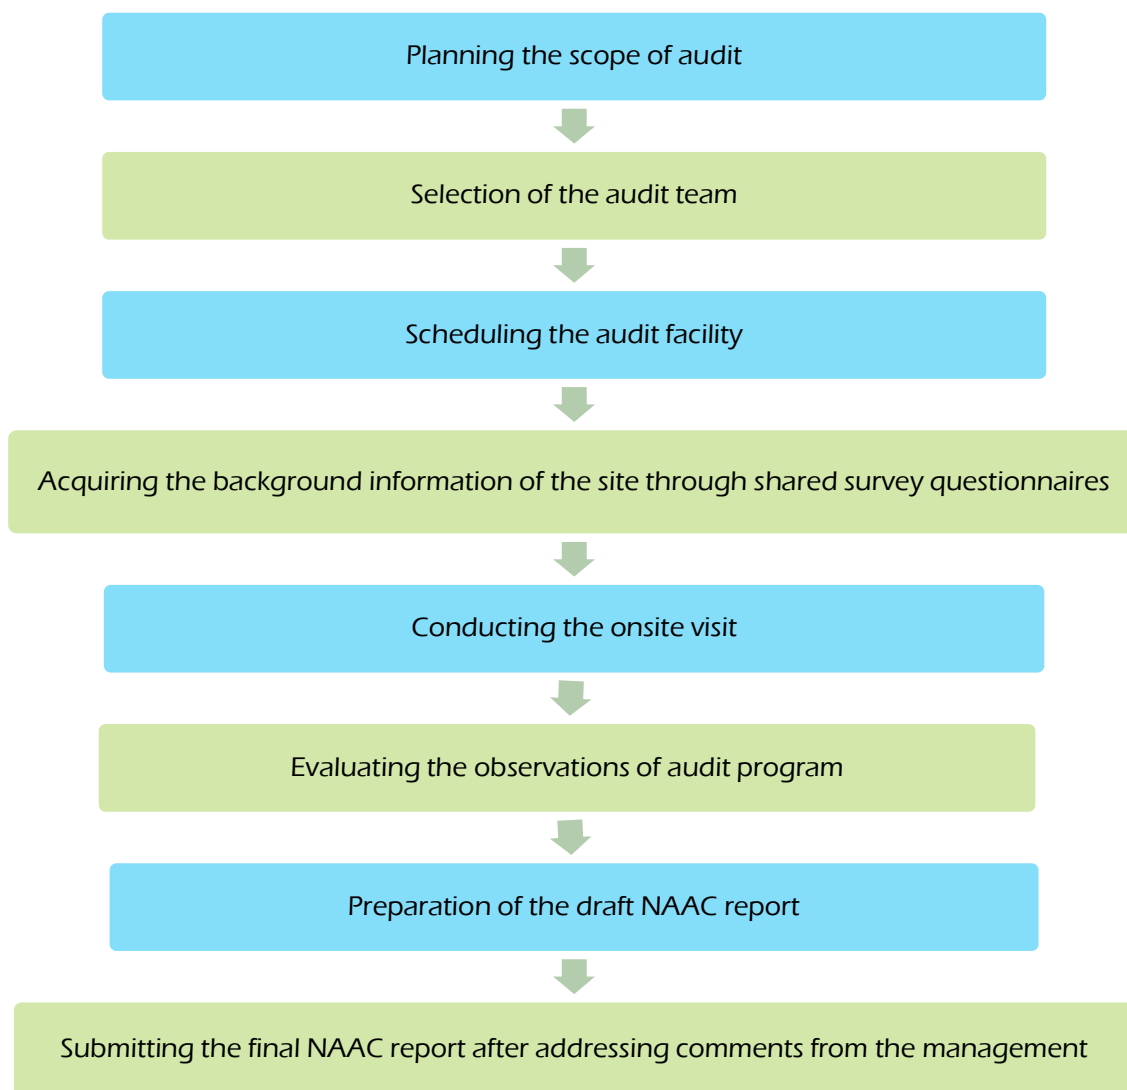 Planning the scope of audit
Selection of the audit team
Scheduling the audit facility
Acquiring the background information of the site through shared survey questionnaires
Conducting the onsite visit
Evaluating the observations of audit program
Preparation of the draft NAAC report
Submitting the final NAAC report after addressing comments from the management